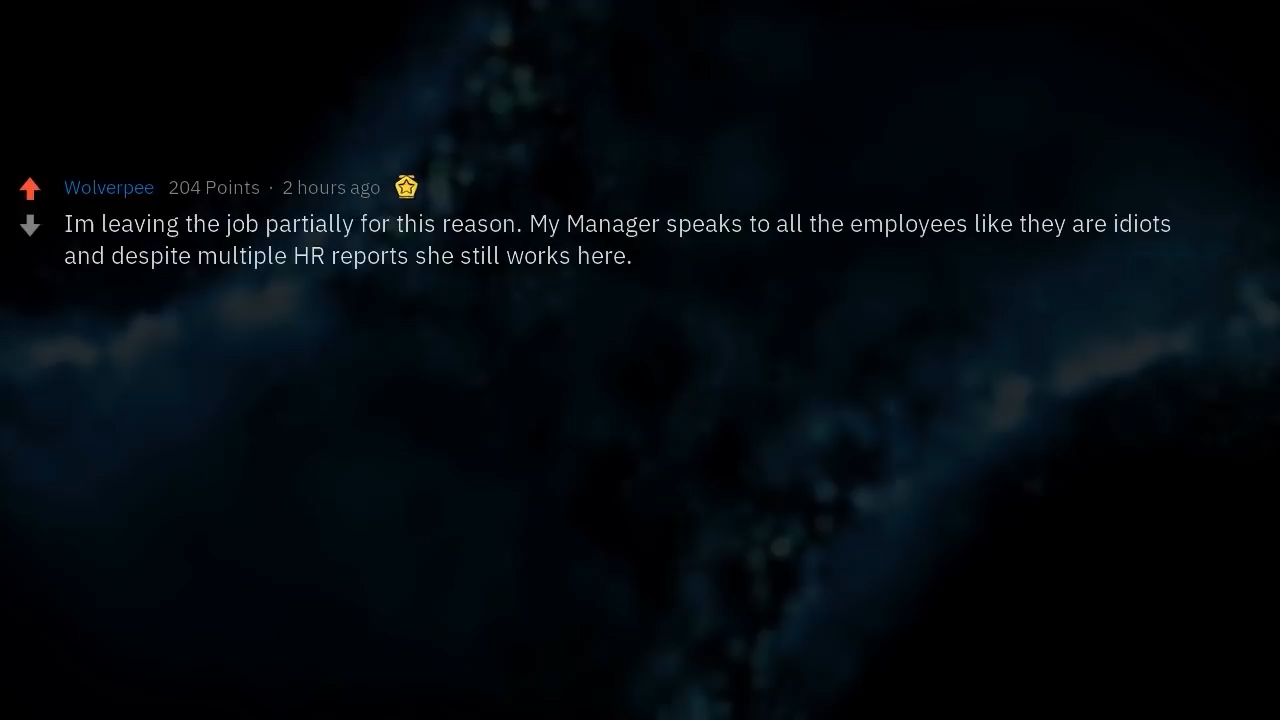 Wolverpee 204 Points · 2 hours ago
Im leaving the job partially for this reason. My Manager speaks to all the employees like they are idiots
and despite multiple HR reports she still works here.